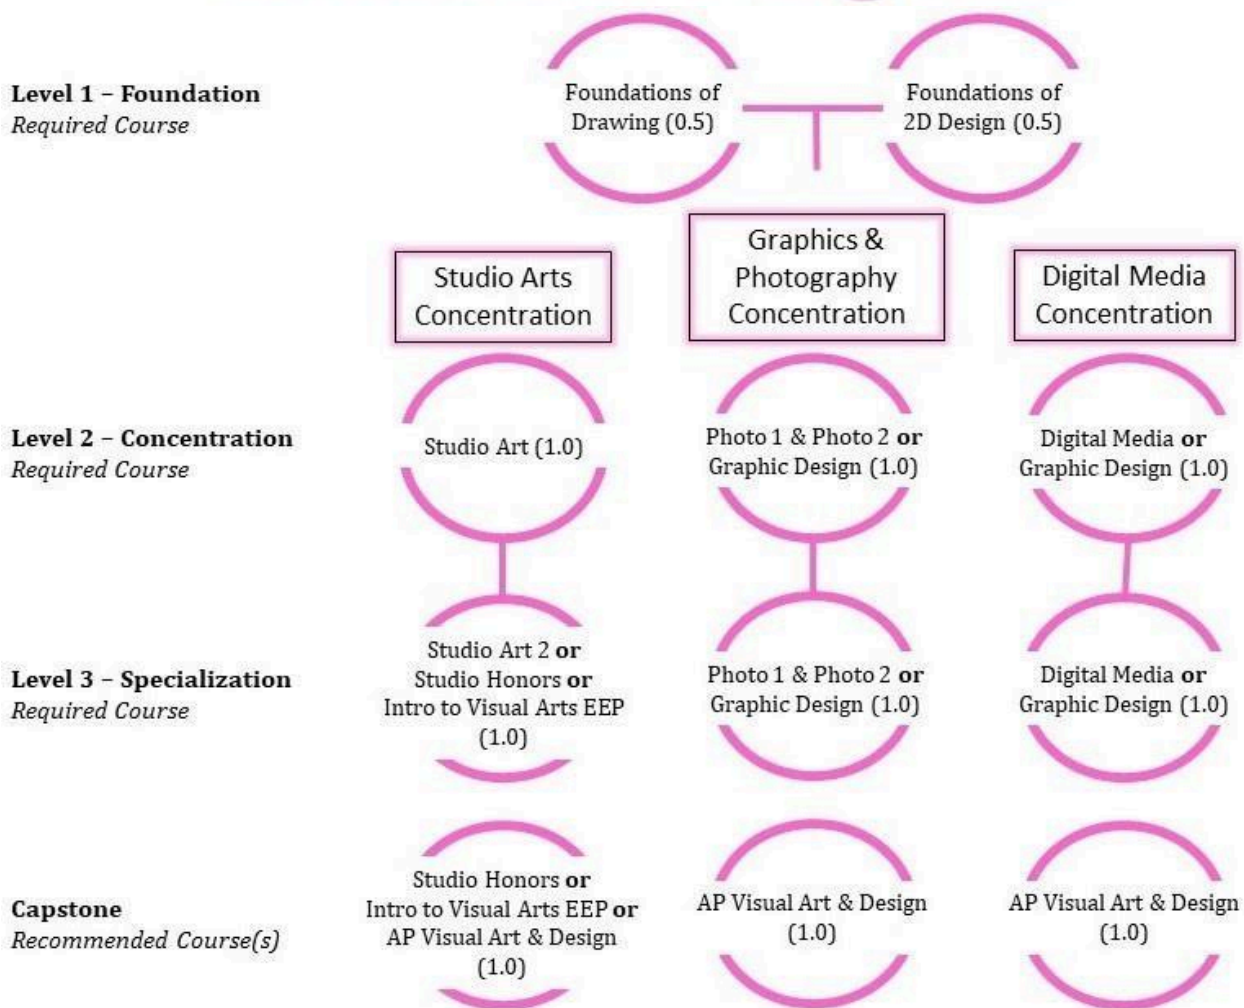 Level 1 – Foundation
Required Course
Foundations of
Drawing (0.5)
Foundations of
2D Design (0.5)
Studio Arts
Concentration
Graphics &
Photography
Concentration
Digital Media
Concentration
Level 2 – Concentration
Required Course
Studio Art (1.0)
Photo 1 & Photo 2 or
Graphic Design (1.0)
Digital Media or
Graphic Design (1.0)
Level 3 – Specialization
Required Course
Studio Art 2 or
Studio Honors or
Intro to Visual Arts EEP
(1.0)
Photo 1 & Photo 2 or
Graphic Design (1.0)
Digital Media or
Graphic Design (1.0)
Capstone
Recommended Course(s)
Studio Honors or
Intro to Visual Arts EEP or
AP Visual Art & Design
(1.0)
AP Visual Art & Design
(1.0)
AP Visual Art & Design
(1.0)